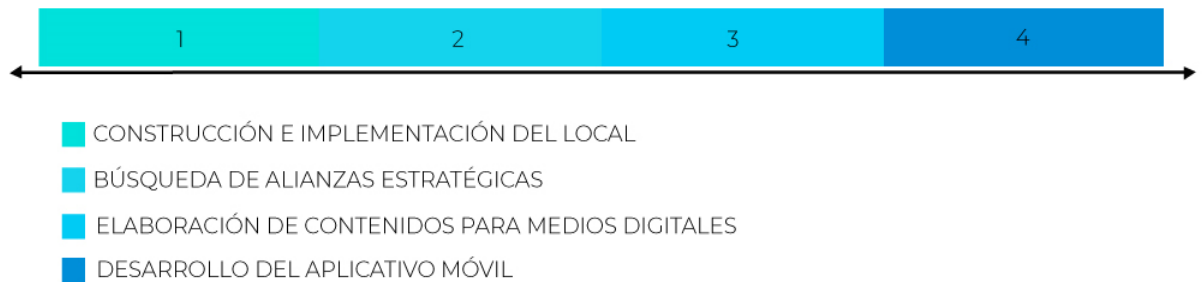 1 2 3 4
CONSTRUCCIÓN E IMPLEMENTACIÓN DEL LOCAL
BÚSQUEDA DE ALIANZAS ESTRATÉGICAS
ELABORACIÓN DE CONTENIDOS PARA MEDIOS DIGITALES
DESARROLLO DEL APLICATIVO MÓVIL